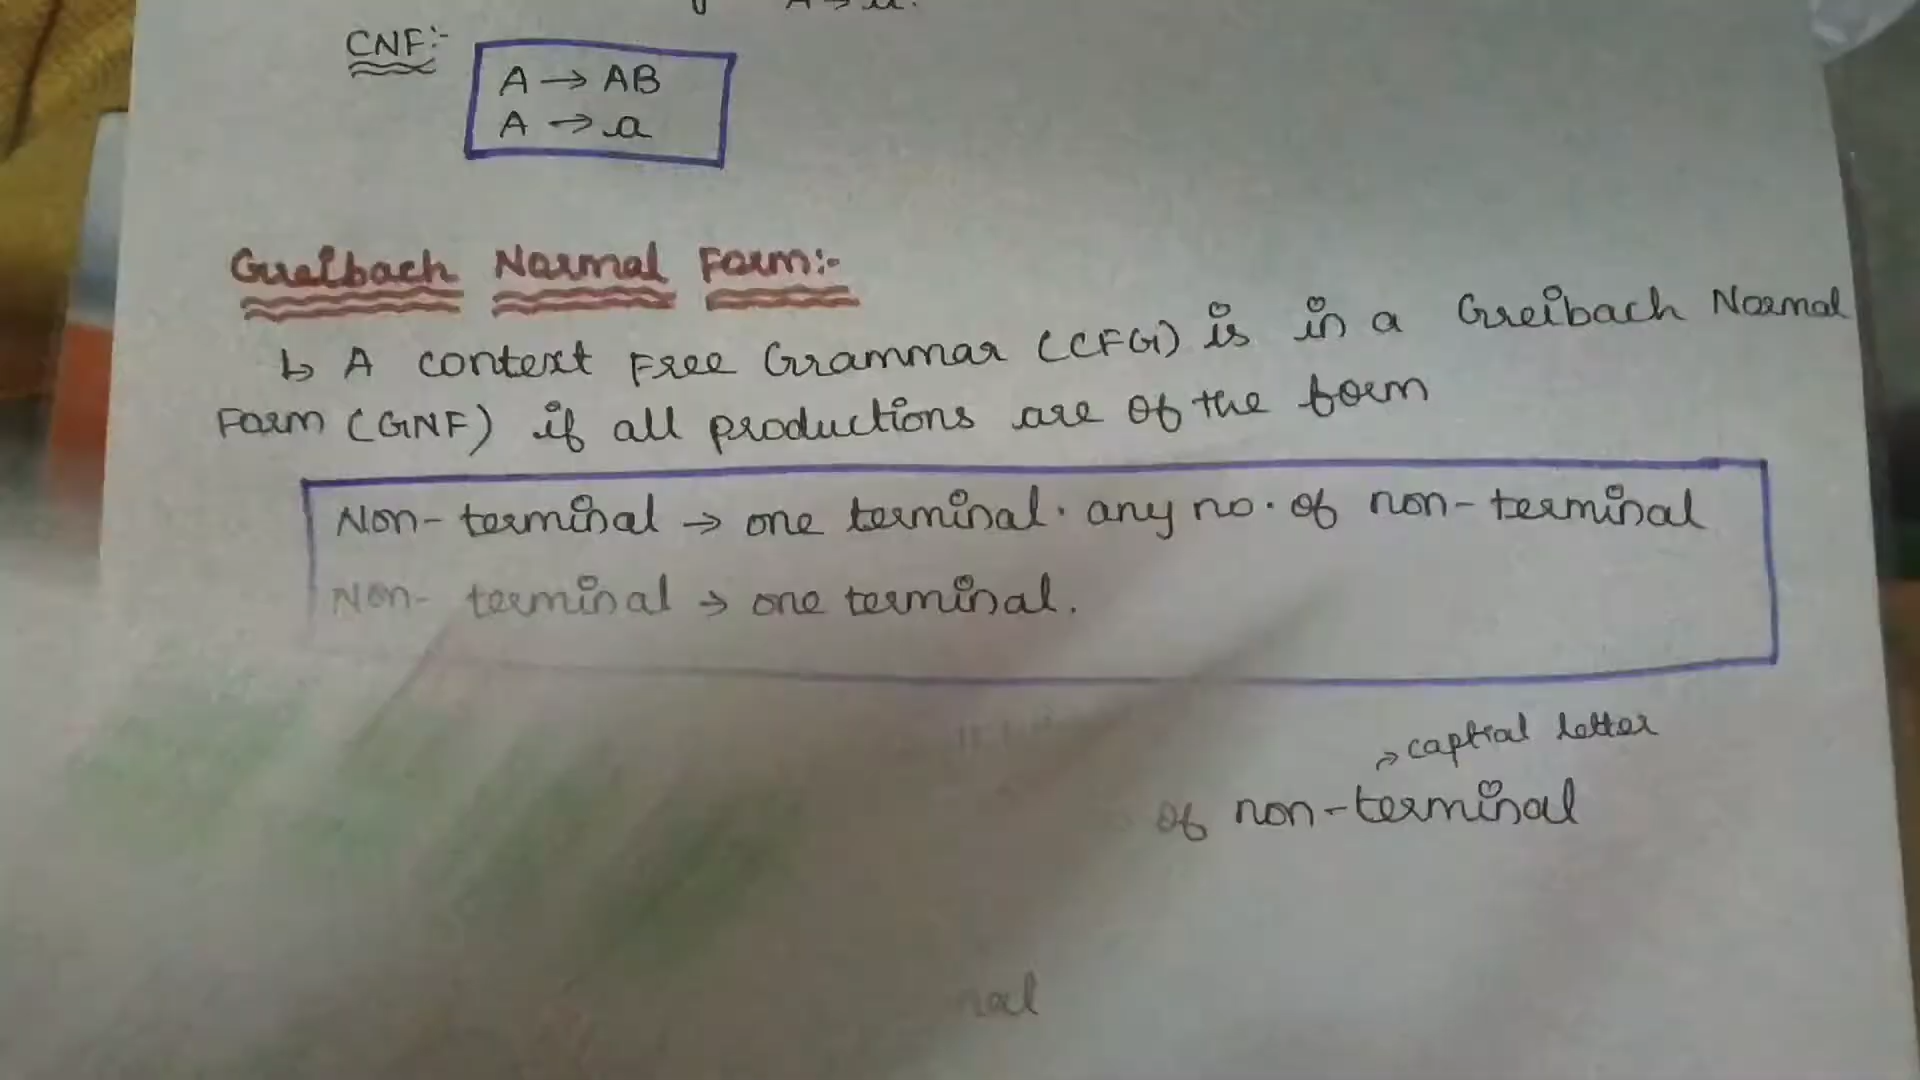 A → a.
CNF:-
A → AB
A → a
Greibach Normal Form:-
↳ A context Free Grammar (CFG) is in a Greibach Normal
Form (GNF) if all productions are of the form
Non-terminal → one terminal. any no. of non-terminal
Non-terminal → one terminal.
→ captial letter
of non-terminal